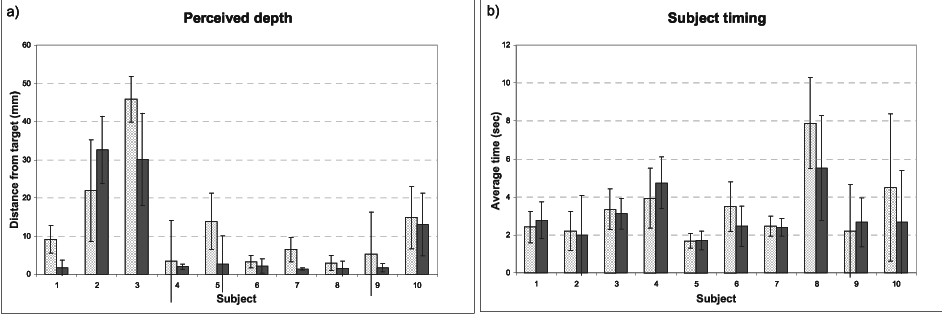 a)
Perceived depth
60
50
40
30
20
10
0
Distance from target (mm)
1 2 3 4 5 6 7 8 9 10
Subject
b)
Subject timing
12
10
8
6
4
2
0
Average time (sec)
1 2 3 4 5 6 7 8 9 10
Subject